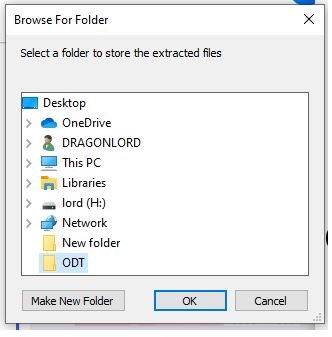 Browse For Folder
Select a folder to store the extracted files
Desktop
OneDrive
DRAGONLORD
This PC
Libraries
lord (H:)
Network
New folder
ODT
Make New Folder
OK
Cancel